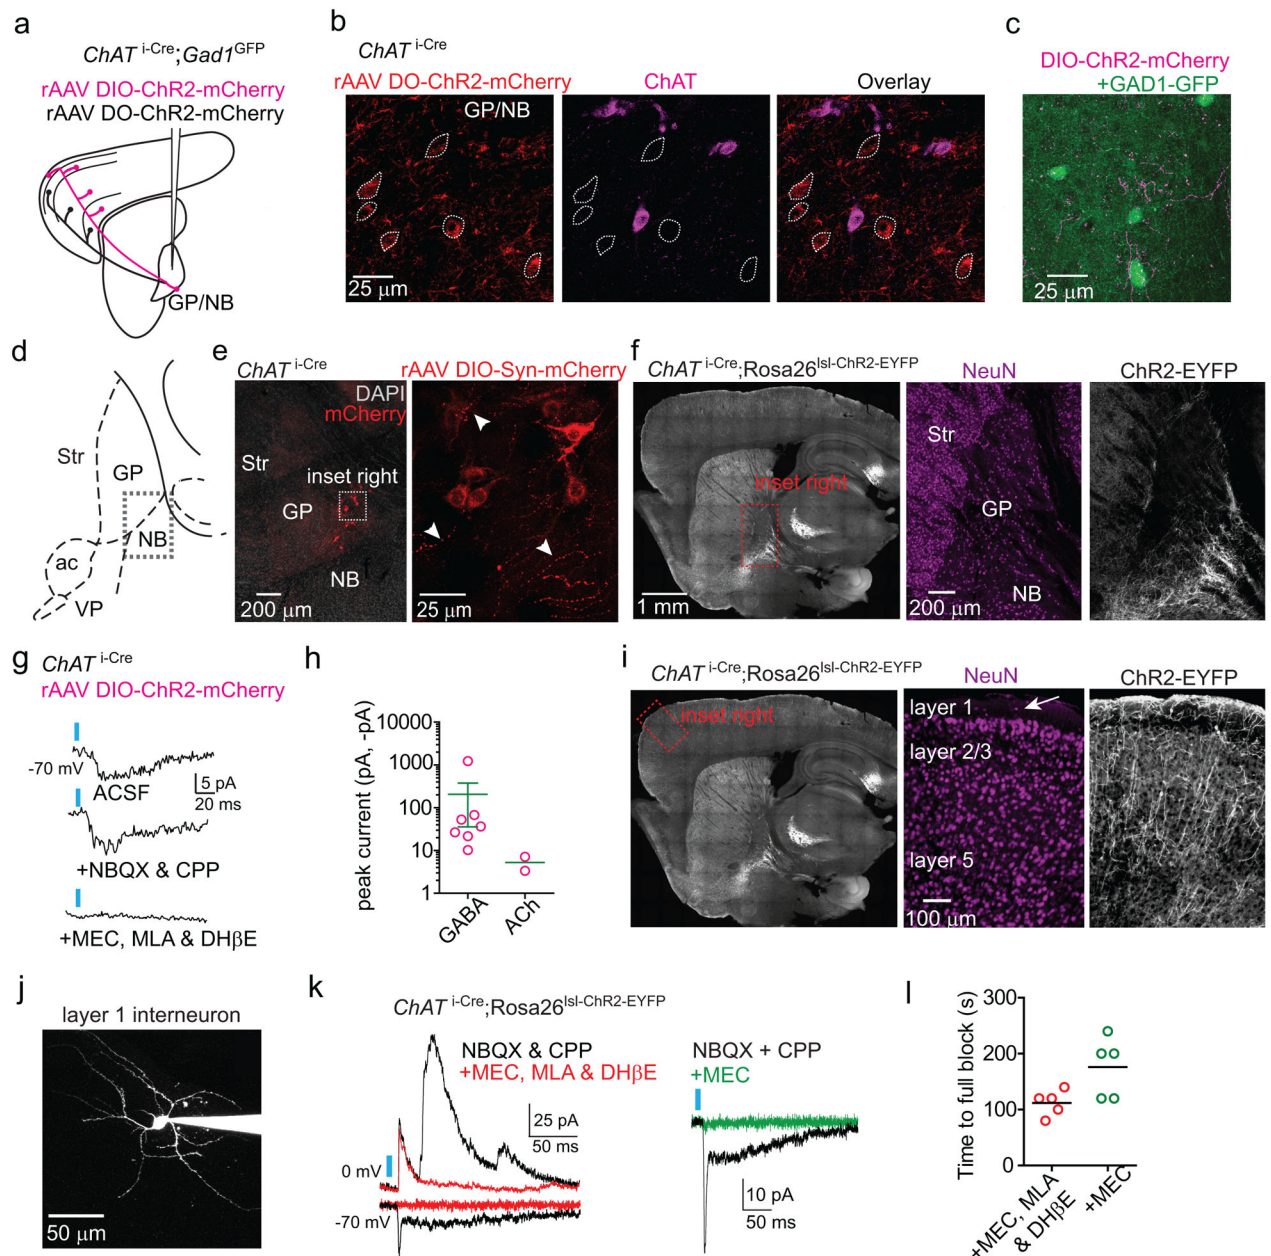 a
ChAT i-Cre;Gad1GFP
rAAV DIO-ChR2-mCherry
rAAV DO-ChR2-mCherry
GP/NB
b
ChAT i-Cre
rAAV DO-ChR2-mCherry
ChAT
Overlay
GP/NB
25 µm
c
DIO-ChR2-mCherry
+GAD1-GFP
25 µm
d
Str
GP
NB
ac
VP
e
ChAT i-Cre
rAAV DIO-Syn-mCherry
DAPI
mCherry
Str
inset right
GP
NB
200 µm
25 µm
f
ChAT i-Cre;Rosa26lsl-ChR2-EYFP
NeuN
ChR2-EYFP
inset right
1 mm
Str
GP
NB
200 µm
g
ChAT i-Cre
rAAV DIO-ChR2-mCherry
-70 mV
ACSF
5 pA
20 ms
+NBQX & CPP
+MEC, MLA & DHβE
h
peak current (pA, -pA)
10000
1000
100
10
1
GABA
ACh
i
ChAT i-Cre;Rosa26lsl-ChR2-EYFP
NeuN
ChR2-EYFP
inset right
layer 1
layer 2/3
layer 5
100 µm
j
layer 1 interneuron
50 µm
k
ChAT i-Cre;Rosa26lsl-ChR2-EYFP
NBQX & CPP
+MEC, MLA & DHβE
25 pA
50 ms
0 mV
-70 mV
NBQX + CPP
+MEC
10 pA
50 ms
l
Time to full block (s)
300
200
100
0
+MEC, MLA
& DHβE
+MEC